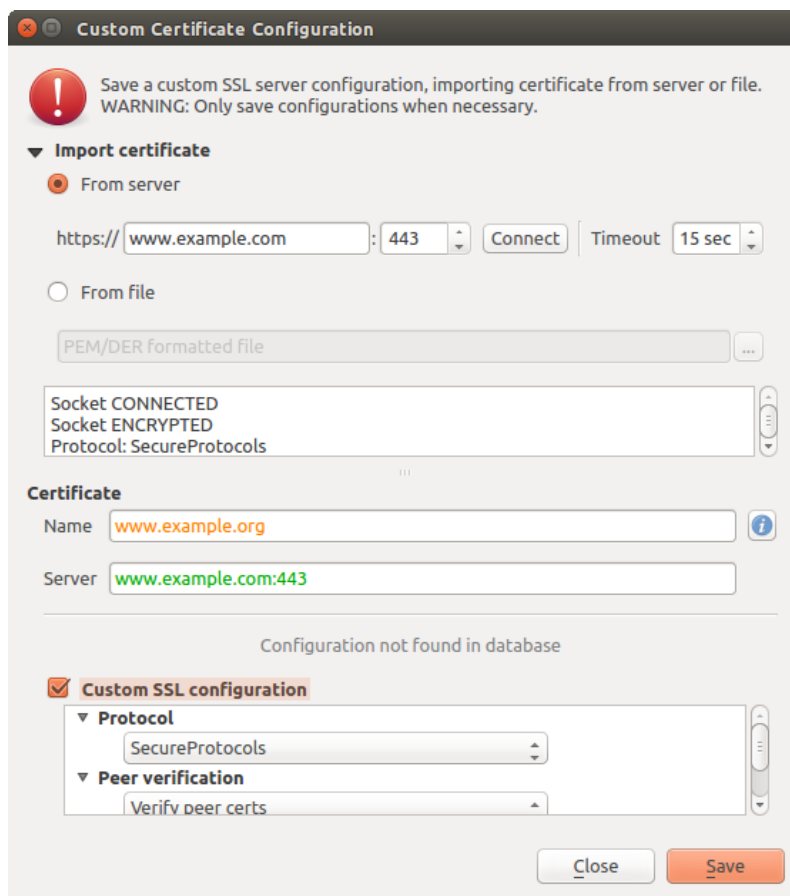 Custom Certificate Configuration
Save a custom SSL server configuration, importing certificate from server or file.
WARNING: Only save configurations when necessary.
Import certificate
From server
https:// www.example.com : 443 Connect Timeout 15 sec
From file
PEM/DER formatted file ...
Socket CONNECTED
Socket ENCRYPTED
Protocol: SecureProtocols
Certificate
Name www.example.org i
Server www.example.com:443
Configuration not found in database
Custom SSL configuration
Protocol
SecureProtocols
Peer verification
Verify peer certs
Close Save